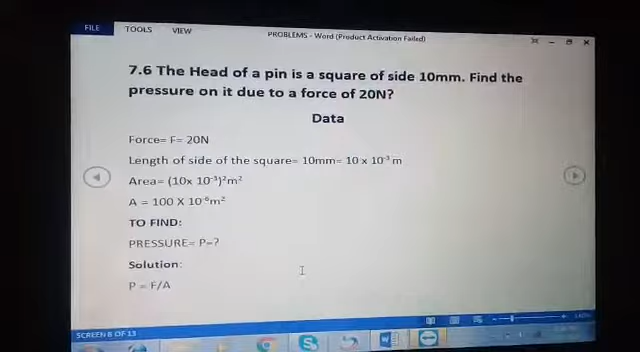 FILE TOOLS VIEW PROBLEMS - Word (Product Activation Failed)
7.6 The Head of a pin is a square of side 10mm. Find the
pressure on it due to a force of 20N?
Data
Force= F= 20N
Length of side of the square= 10mm= 10 x 10⁻³ m
Area= (10x 10⁻³)²m²
A = 100 X 10⁻⁶m²
TO FIND:
PRESSURE= P=?
Solution:
P = F/A
SCREEN 6 OF 13